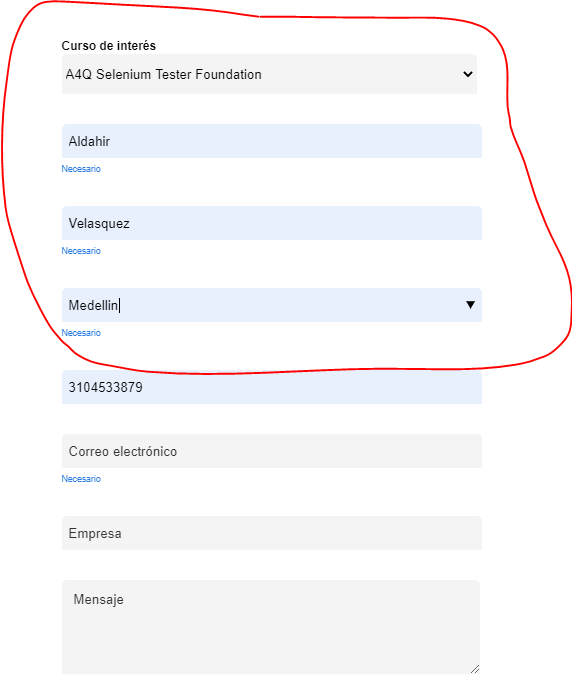 Curso de interés
A4Q Selenium Tester Foundation
Aldahir
Necesario
Velasquez
Necesario
Medellin
Necesario
3104533879
Correo electrónico
Necesario
Empresa
Mensaje